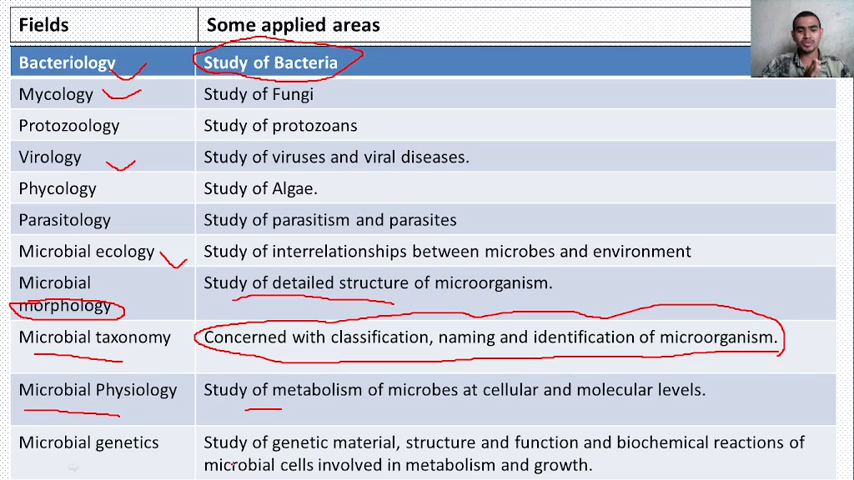 Fields Some applied areas
Bacteriology Study of Bacteria
Mycology Study of Fungi
Protozoology Study of protozoans
Virology Study of viruses and viral diseases.
Phycology Study of Algae.
Parasitology Study of parasitism and parasites
Microbial ecology Study of interrelationships between microbes and environment
Microbial Study of detailed structure of microorganism.
morphology
Microbial taxonomy Concerned with classification, naming and identification of microorganism.
Microbial Physiology Study of metabolism of microbes at cellular and molecular levels.
Microbial genetics Study of genetic material, structure and function and biochemical reactions of
microbial cells involved in metabolism and growth.